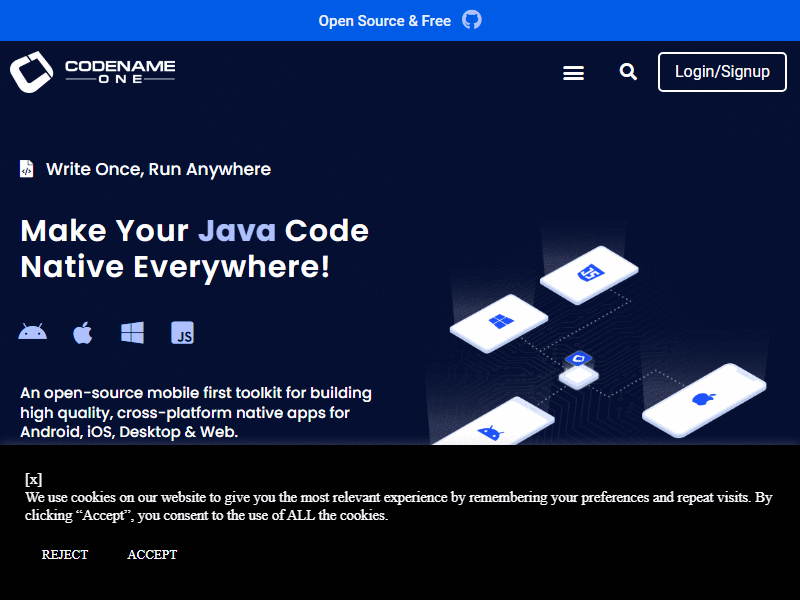 Open Source & Free
CODENAME
ONE
Login/Signup
Write Once, Run Anywhere
Make Your Java Code
Native Everywhere!
JS
JS
An open-source mobile first toolkit for building
high quality, cross-platform native apps for
Android, iOS, Desktop & Web.
[x]
We use cookies on our website to give you the most relevant experience by remembering your preferences and repeat visits. By
clicking “Accept”, you consent to the use of ALL the cookies.
REJECT
ACCEPT